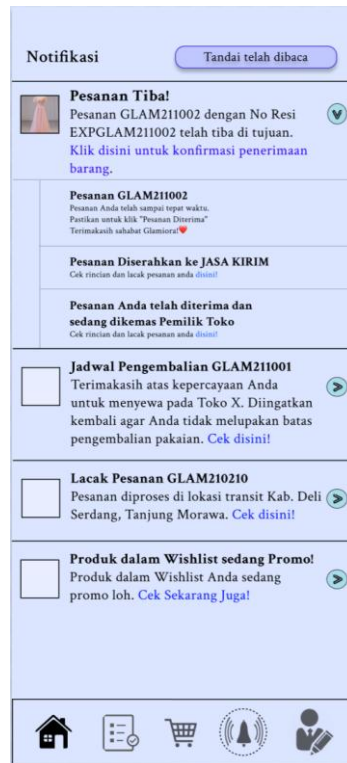 Notifikasi
Tandai telah dibaca
Pesanan Tiba!
Pesanan GLAM211002 dengan No Resi
EXPGLAM211002 telah tiba di tujuan.
Klik disini untuk konfirmasi penerimaan
barang.
Pesanan GLAM211002
Pesanan Anda telah sampai tepat waktu.
Pastikan untuk klik "Pesanan Diterima"
Terimakasih sahabat Glamiora!❤️
Pesanan Diserahkan ke JASA KIRIM
Cek rincian dan lacak pesanan anda disini!
Pesanan Anda telah diterima dan
sedang dikemas Pemilik Toko
Cek rincian dan lacak pesanan anda disini!
Jadwal Pengembalian GLAM211001
Terimakasih atas kepercayaan Anda
untuk menyewa pada Toko X. Diingatkan
kembali agar Anda tidak melupakan batas
pengembalian pakaian. Cek disini!
Lacak Pesanan GLAM210210
Pesanan diproses di lokasi transit Kab. Deli
Serdang, Tanjung Morawa. Cek disini!
Produk dalam Wishlist sedang Promo!
Produk dalam Wishlist Anda sedang
promo loh. Cek Sekarang Juga!